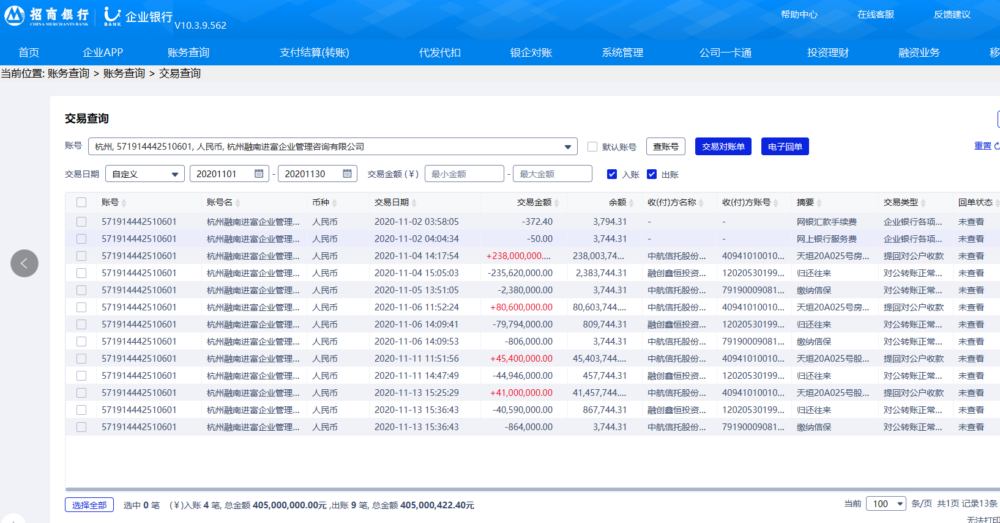 招商银行 CHINA MERCHANTS BANK U BANK 企业银行 V10.3.9.562 帮助中心 在线客服 反馈建议
首页 企业APP 账务查询 支付结算(转账) 代发代扣 银企对账 系统管理 公司一卡通 投资理财 融资业务 移
当前位置: 账务查询 > 账务查询 > 交易查询
交易查询
账号 杭州, 571914442510601, 人民币, 杭州融南进富企业管理咨询有限公司 默认账号 查账号 交易对账单 电子回单 重置
交易日期 自定义 20201101 - 20201130 交易金额(¥) 最小金额 - 最大金额 入账 出账
账号 账号名 币种 交易日期 交易金额 余额 收(付)方名称 收(付)方账号 摘要 交易类型 回单状态
571914442510601 杭州融南进富企业管理... 人民币 2020-11-02 03:58:05 -372.40 3,794.31 - - 网银汇款手续费 企业银行各项... 未查看
571914442510601 杭州融南进富企业管理... 人民币 2020-11-02 04:04:34 -50.00 3,744.31 - - 网上银行服务费 企业银行各项... 未查看
571914442510601 杭州融南进富企业管理... 人民币 2020-11-04 14:17:54 +238,000,000.... 238,003,74... 中航信托股份... 40941010010... 天垣20A025号房... 提回对公户收款 未查看
571914442510601 杭州融南进富企业管理... 人民币 2020-11-04 15:05:03 -235,620,000.00 2,383,744.31 融创鑫恒投资... 12020530199... 归还往来 对公转账正常... 未查看
571914442510601 杭州融南进富企业管理... 人民币 2020-11-05 13:51:05 -2,380,000.00 3,744.31 中航信托股份... 79190009081... 缴纳信保 对公转账正常... 未查看
571914442510601 杭州融南进富企业管理... 人民币 2020-11-06 11:52:24 +80,600,000.00 80,603,744.... 中航信托股份... 40941010010... 天垣20A025号房... 提回对公户收款 未查看
571914442510601 杭州融南进富企业管理... 人民币 2020-11-06 14:09:41 -79,794,000.00 809,744.31 融创鑫恒投资... 12020530199... 归还往来 对公转账正常... 未查看
571914442510601 杭州融南进富企业管理... 人民币 2020-11-06 14:09:53 -806,000.00 3,744.31 中航信托股份... 79190009081... 缴纳信保 对公转账正常... 未查看
571914442510601 杭州融南进富企业管理... 人民币 2020-11-11 11:51:56 +45,400,000.00 45,403,744.... 中航信托股份... 40941010010... 天垣20A025号股... 提回对公户收款 未查看
571914442510601 杭州融南进富企业管理... 人民币 2020-11-11 14:47:49 -44,946,000.00 457,744.31 融创鑫恒投资... 12020530199... 归还往来 对公转账正常... 未查看
571914442510601 杭州融南进富企业管理... 人民币 2020-11-13 15:25:29 +41,000,000.00 41,457,744.... 中航信托股份... 40941010010... 天垣20A025号股... 提回对公户收款 未查看
571914442510601 杭州融南进富企业管理... 人民币 2020-11-13 15:36:43 -40,590,000.00 867,744.31 融创鑫恒投资... 12020530199... 归还往来 对公转账正常... 未查看
571914442510601 杭州融南进富企业管理... 人民币 2020-11-13 15:36:43 -864,000.00 3,744.31 中航信托股份... 79190009081... 缴纳信保 对公转账正常... 未查看
选择全部 选中 0 笔 (¥)入账 4 笔, 总金额 405,000,000.00元 ,出账 9 笔, 总金额 405,000,422.40元 当前 100 条/页 共1页 记录13条
无法打印